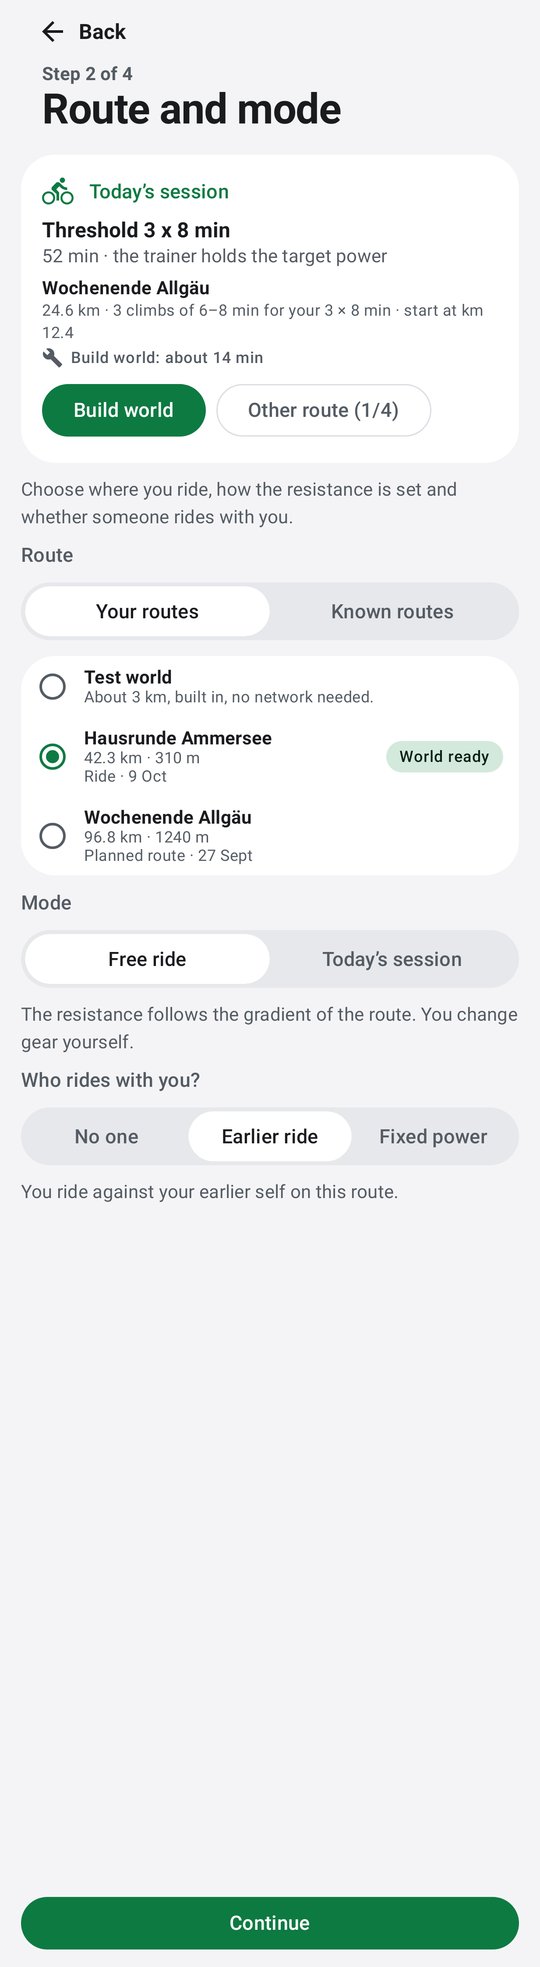 Back
Step 2 of 4
Route and mode
Today’s session
Threshold 3 x 8 min
52 min · the trainer holds the target power
Wochenende Allgäu
24.6 km · 3 climbs of 6–8 min for your 3 × 8 min · start at km
12.4
Build world: about 14 min
Build world
Other route (1/4)
Choose where you ride, how the resistance is set and
whether someone rides with you.
Route
Your routes
Known routes
Test world
About 3 km, built in, no network needed.
Hausrunde Ammersee
42.3 km · 310 m
Ride · 9 Oct
World ready
Wochenende Allgäu
96.8 km · 1240 m
Planned route · 27 Sept
Mode
Free ride
Today’s session
The resistance follows the gradient of the route. You change
gear yourself.
Who rides with you?
No one
Earlier ride
Fixed power
You ride against your earlier self on this route.
Continue